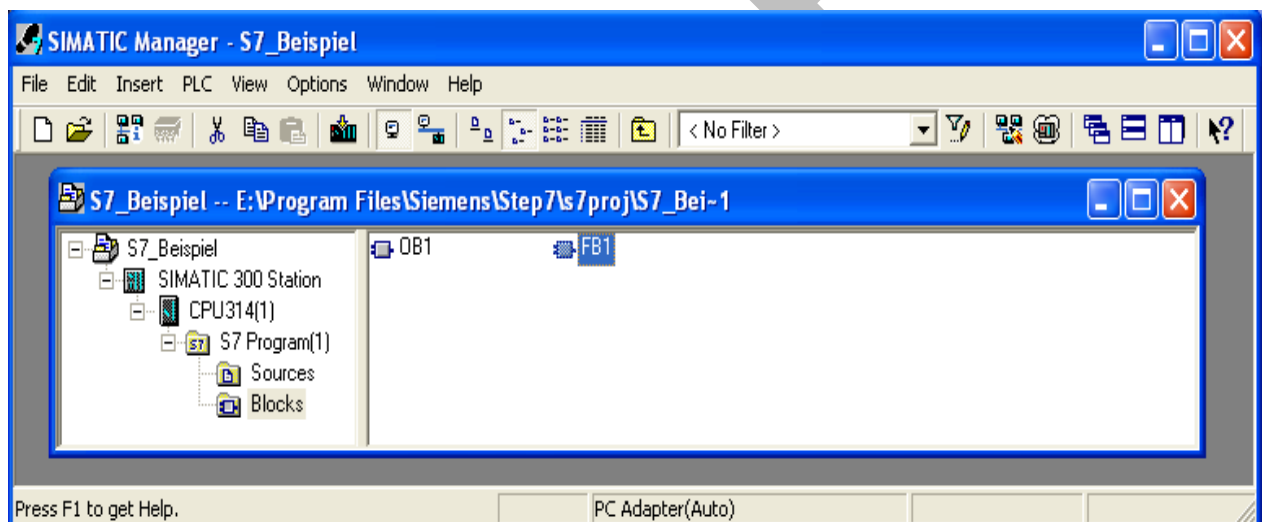 SIMATIC Manager - S7_Beispiel
File Edit Insert PLC View Options Window Help
< No Filter >
S7_Beispiel -- E:\Program Files\Siemens\Step7\s7proj\S7_Bei~1
S7_Beispiel
SIMATIC 300 Station
CPU314(1)
S7 Program(1)
Sources
Blocks
OB1 FB1
Press F1 to get Help. PC Adapter(Auto)